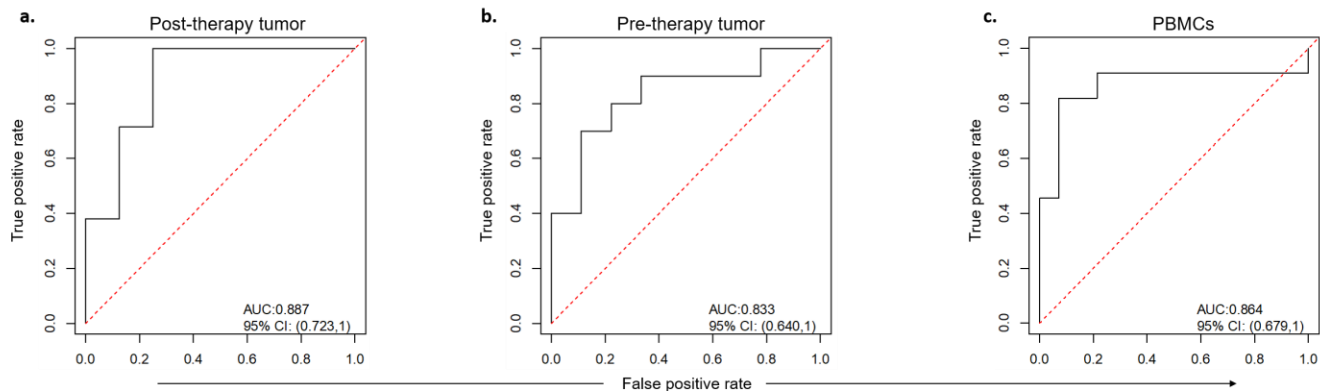 a.
Post-therapy tumor
True positive rate
1.0
0.8
0.6
0.4
0.2
0.0
AUC:0.887
95% CI: (0.723,1)
0.0 0.2 0.4 0.6 0.8 1.0
b.
Pre-therapy tumor
True positive rate
1.0
0.8
0.6
0.4
0.2
0.0
AUC:0.833
95% CI: (0.640,1)
0.0 0.2 0.4 0.6 0.8 1.0
c.
PBMCs
True positive rate
1.0
0.8
0.6
0.4
0.2
0.0
AUC:0.864
95% CI: (0.679,1)
0.0 0.2 0.4 0.6 0.8 1.0
False positive rate